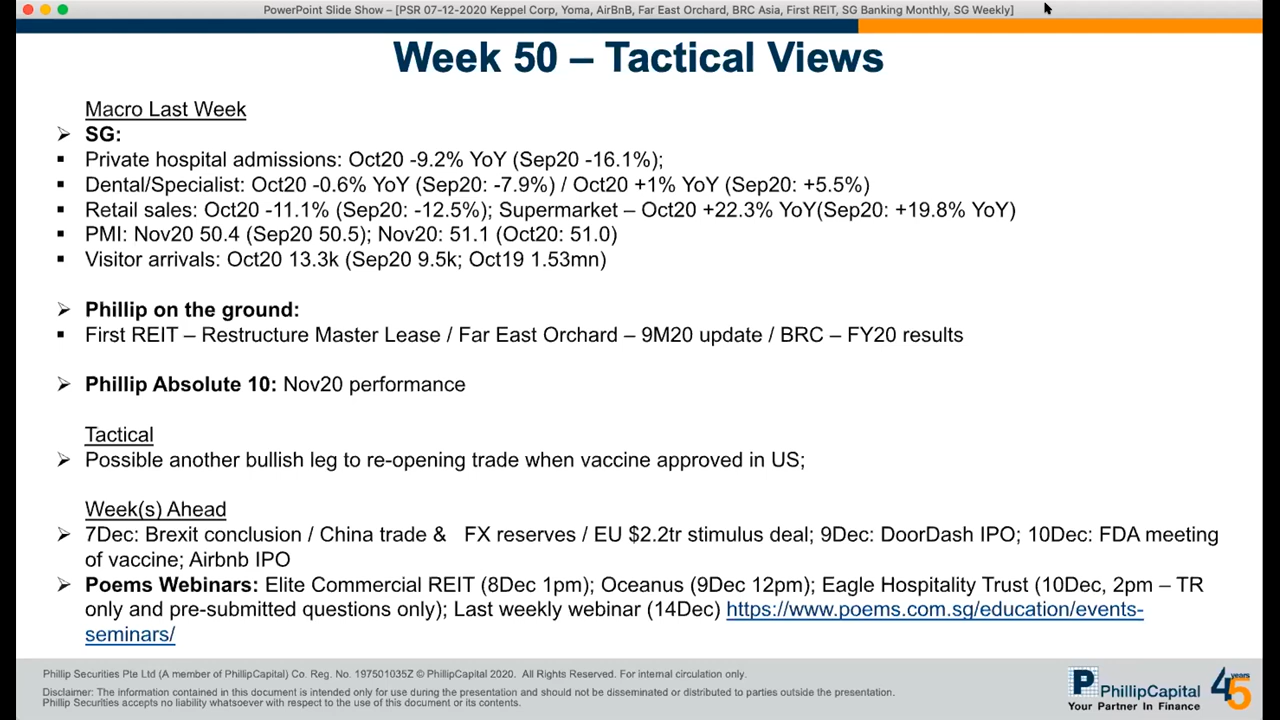 PowerPoint Slide Show – [PSR 07-12-2020 Keppel Corp, Yoma, AirBnB, Far East Orchard, BRC Asia, First REIT, SG Banking Monthly, SG Weekly]
Week 50 – Tactical Views
Macro Last Week
SG:
Private hospital admissions: Oct20 -9.2% YoY (Sep20 -16.1%);
Dental/Specialist: Oct20 -0.6% YoY (Sep20: -7.9%) / Oct20 +1% YoY (Sep20: +5.5%)
Retail sales: Oct20 -11.1% (Sep20: -12.5%); Supermarket – Oct20 +22.3% YoY(Sep20: +19.8% YoY)
PMI: Nov20 50.4 (Sep20 50.5); Nov20: 51.1 (Oct20: 51.0)
Visitor arrivals: Oct20 13.3k (Sep20 9.5k; Oct19 1.53mn)
Phillip on the ground:
First REIT – Restructure Master Lease / Far East Orchard – 9M20 update / BRC – FY20 results
Phillip Absolute 10: Nov20 performance
Tactical
Possible another bullish leg to re-opening trade when vaccine approved in US;
Week(s) Ahead
7Dec: Brexit conclusion / China trade & FX reserves / EU $2.2tr stimulus deal; 9Dec: DoorDash IPO; 10Dec: FDA meeting
of vaccine; Airbnb IPO
Poems Webinars: Elite Commercial REIT (8Dec 1pm); Oceanus (9Dec 12pm); Eagle Hospitality Trust (10Dec, 2pm – TR
only and pre-submitted questions only); Last weekly webinar (14Dec) https://www.poems.com.sg/education/events-
seminars/
Phillip Securities Pte Ltd (A member of PhillipCapital) Co. Reg. No. 197501035Z © PhillipCapital 2020. All Rights Reserved. For internal circulation only.
Disclaimer: The information contained in this document is intended only for use during the presentation and should not be disseminated or distributed to parties outside the presentation.
Phillip Securities accepts no liability whatsoever with respect to the use of this document or its contents.
PhillipCapital
Your Partner In Finance
45 years